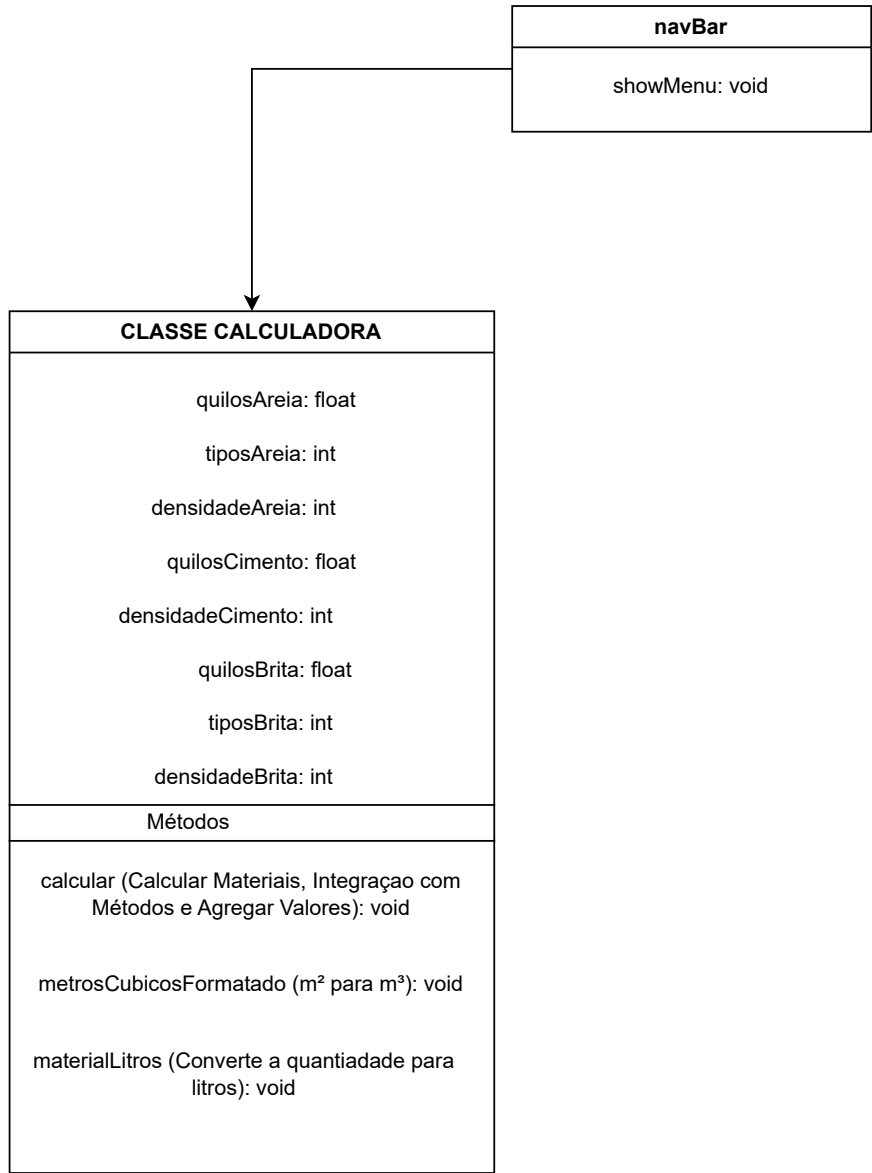 navBar
showMenu: void
CLASSE CALCULADORA
quilosAreia: float
tiposAreia: int
densidadeAreia: int
quilosCimento: float
densidadeCimento: int
quilosBrita: float
tiposBrita: int
densidadeBrita: int
Métodos
calcular (Calcular Materiais, Integraçao com
Métodos e Agregar Valores): void
metrosCubicosFormatado (m² para m³): void
materialLitros (Converte a quantiadade para
litros): void